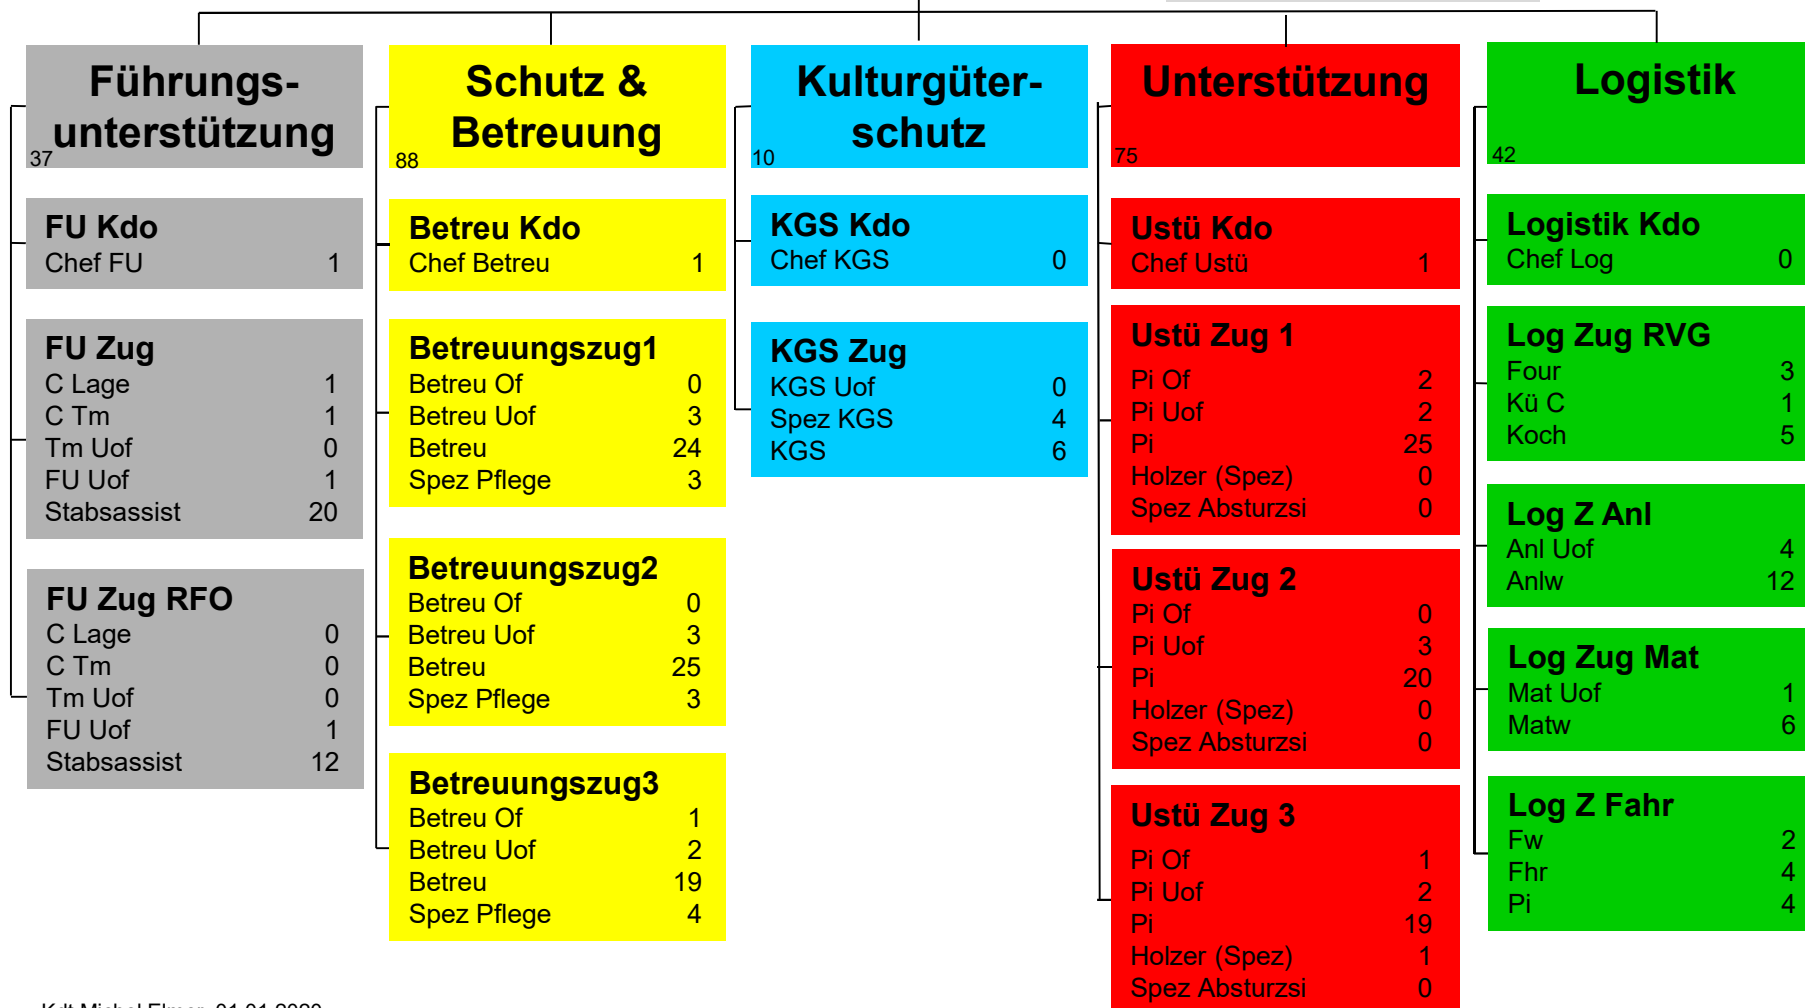 Führungs-
unterstützung
37
FU Kdo
Chef FU 1
FU Zug
C Lage 1
C Tm 1
Tm Uof 0
FU Uof 1
Stabsassist 20
FU Zug RFO
C Lage 0
C Tm 0
Tm Uof 0
FU Uof 1
Stabsassist 12
Schutz &
Betreuung
88
Betreu Kdo
Chef Betreu 1
Betreuungszug1
Betreu Of 0
Betreu Uof 3
Betreu 24
Spez Pflege 3
Betreuungszug2
Betreu Of 0
Betreu Uof 3
Betreu 25
Spez Pflege 3
Betreuungszug3
Betreu Of 1
Betreu Uof 2
Betreu 19
Spez Pflege 4
Kulturgüter-
schutz
10
KGS Kdo
Chef KGS 0
KGS Zug
KGS Uof 0
Spez KGS 4
KGS 6
Unterstützung
75
Ustü Kdo
Chef Ustü 1
Ustü Zug 1
Pi Of 2
Pi Uof 2
Pi 25
Holzer (Spez) 0
Spez Absturzsi 0
Ustü Zug 2
Pi Of 0
Pi Uof 3
Pi 20
Holzer (Spez) 0
Spez Absturzsi 0
Ustü Zug 3
Pi Of 1
Pi Uof 2
Pi 19
Holzer (Spez) 1
Spez Absturzsi 0
Logistik
42
Logistik Kdo
Chef Log 0
Log Zug RVG
Four 3
Kü C 1
Koch 5
Log Z Anl
Anl Uof 4
Anlw 12
Log Zug Mat
Mat Uof 1
Matw 6
Log Z Fahr
Fw 2
Fhr 4
Pi 4